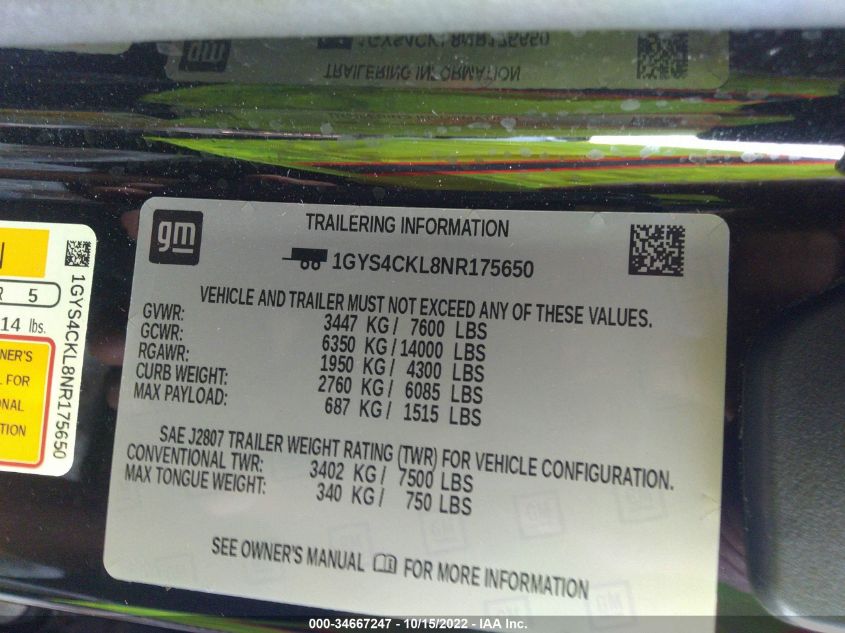 gm
TRAILERING INFORMATION
1GYS4CKL8NR175650
VEHICLE AND TRAILER MUST NOT EXCEED ANY OF THESE VALUES.
GVWR: 3447 KG/ 7600 LBS
GCWR: 6350 KG/14000 LBS
RGAWR: 1950 KG/ 4300 LBS
CURB WEIGHT: 2760 KG/ 6085 LBS
MAX PAYLOAD: 687 KG/ 1515 LBS
SAE J2807 TRAILER WEIGHT RATING (TWR) FOR VEHICLE CONFIGURATION.
CONVENTIONAL TWR: 3402 KG/ 7500 LBS
MAX TONGUE WEIGHT: 340 KG/ 750 LBS
SEE OWNER'S MANUAL FOR MORE INFORMATION
R 5
14 lbs.
NER'S
L FOR
ONAL
TION
1GYS4CKL8NR175650
000-34667247 - 10/15/2022 - IAA Inc.